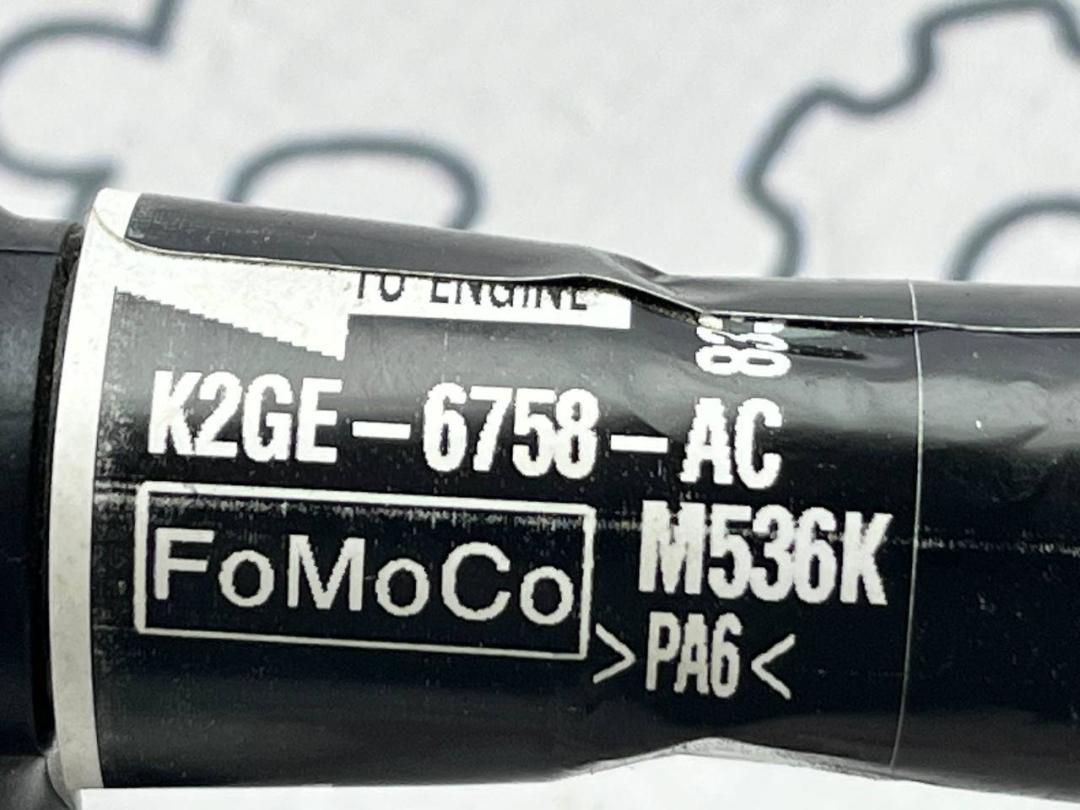 TO ENGINE
K2GE-6758-AC
FoMoCo
M536K
>PA6<